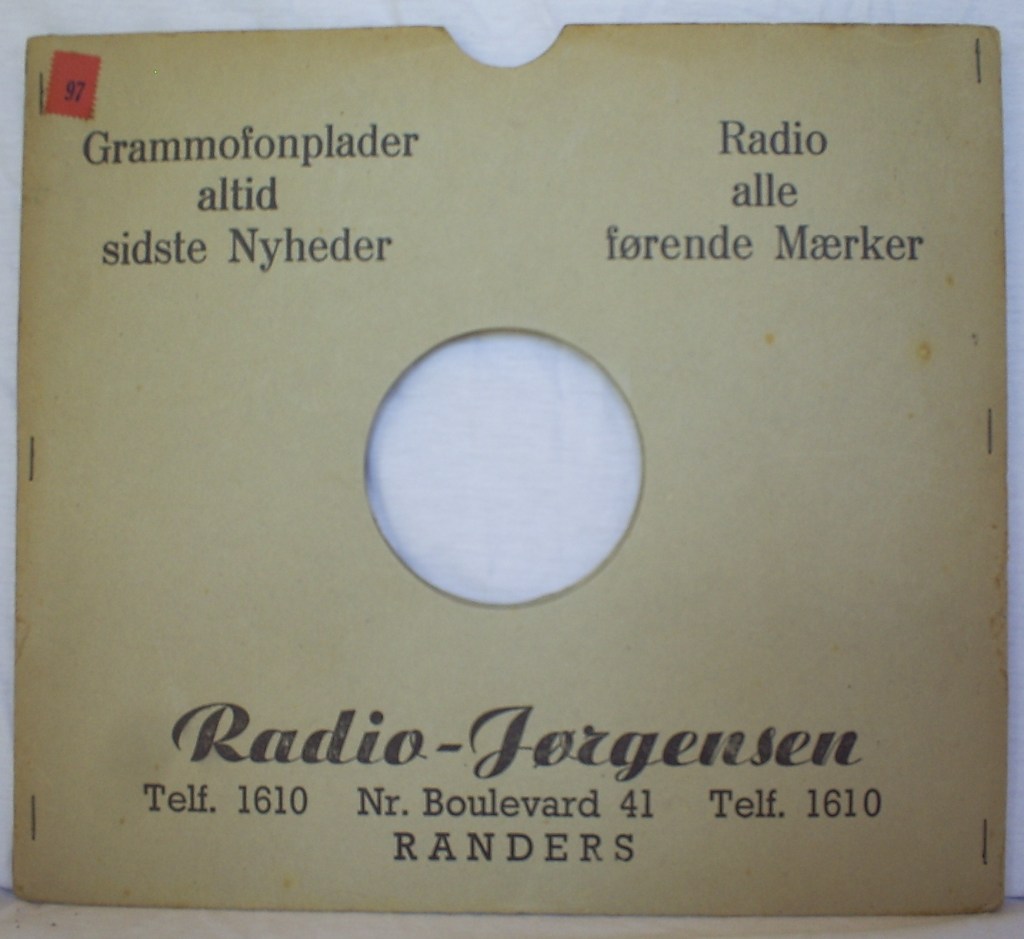 97
Grammofonplader
altid
sidste Nyheder
Radio
alle
førende Mærker
Radio-Jørgensen
Telf. 1610 Nr. Boulevard 41 Telf. 1610
RANDERS